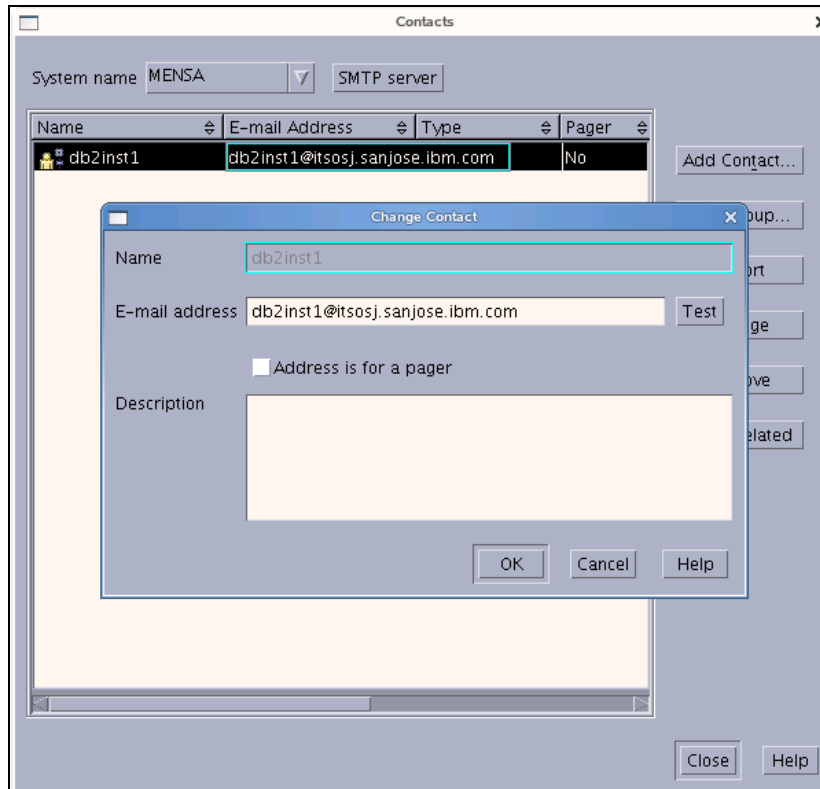 Contacts
System name MENSA SMTP server
Name E-mail Address Type Pager
db2inst1 db2inst1@itsosj.sanjose.ibm.com No
Add Contact...
Change Contact
Name db2inst1
E-mail address db2inst1@itsosj.sanjose.ibm.com Test
Address is for a pager
Description
OK Cancel Help
Close Help